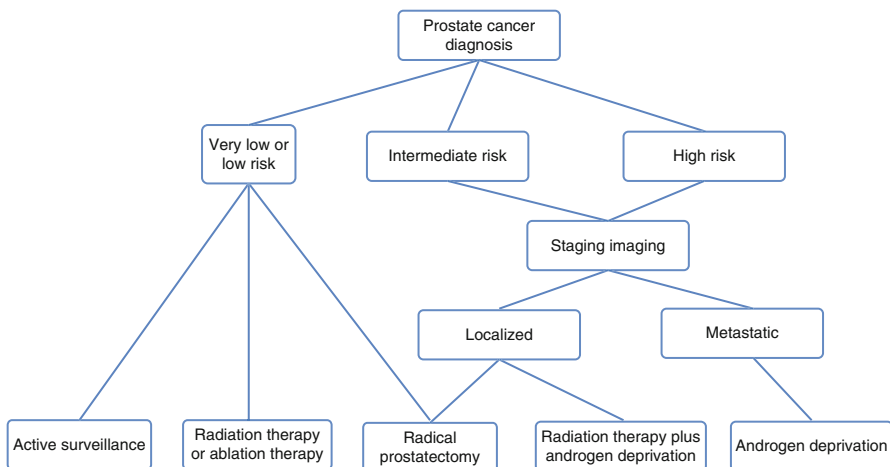 Prostate cancer
diagnosis
Very low or
low risk
Intermediate risk
High risk
Staging imaging
Localized
Metastatic
Active surveillance
Radiation therapy
or ablation therapy
Radical
prostatectomy
Radiation therapy plus
androgen deprivation
Androgen deprivation